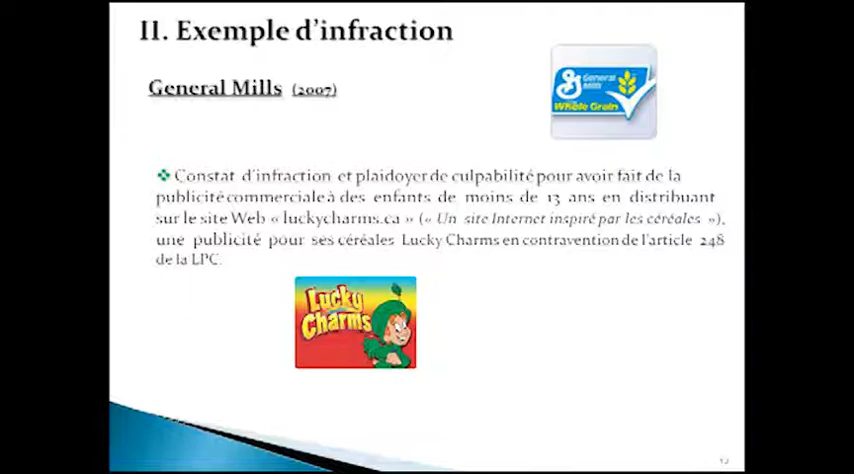 II. Exemple d'infraction
General Mills (2007)
General
Mills
Whole Grain
❖ Constat d'infraction et plaidoyer de culpabilité pour avoir fait de la
publicité commerciale à des enfants de moins de 13 ans en distribuant
sur le site Web « luckycharms.ca » (« Un site Internet inspiré par les céréales »),
une publicité pour ses céréales Lucky Charms en contravention de l'article 248
de la LPC.
Lucky
Charms